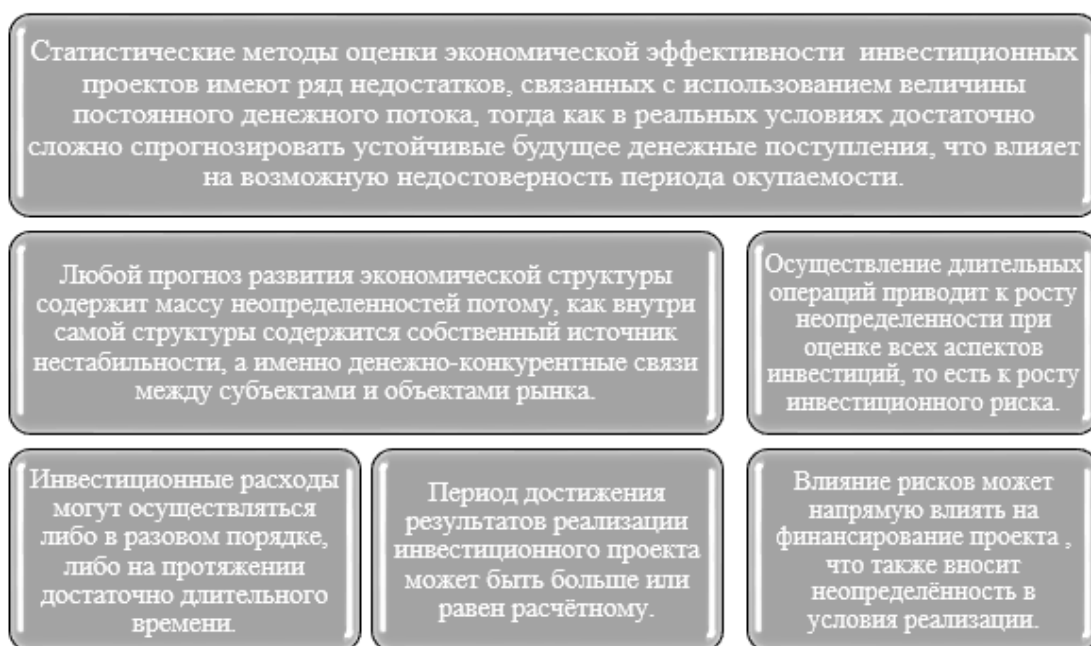 Статистические методы оценки экономической эффективности инвестиционных
проектов имеют ряд недостатков, связанных с использованием величины
постоянного денежного потока, тогда как в реальных условиях достаточно
сложно спрогнозировать устойчивые будущее денежные поступления, что влияет
на возможную недостоверность периода окупаемости.
Любой прогноз развития экономической структуры
содержит массу неопределенностей потому, как внутри
самой структуры содержится собственный источник
нестабильности, а именно денежно-конкурентные связи
между субъектами и объектами рынка.
Осуществление длительных
операций приводит к росту
неопределенности при
оценке всех аспектов
инвестиций, то есть к росту
инвестиционного риска.
Инвестиционные расходы
могут осуществляться
либо в разовом порядке,
либо на протяжении
достаточно длительного
времени.
Период достижения
результатов реализации
инвестиционного проекта
может быть больше или
равен расчётному.
Влияние рисков может
напрямую влиять на
финансирование проекта ,
что также вносит
неопределённость в
условия реализации.